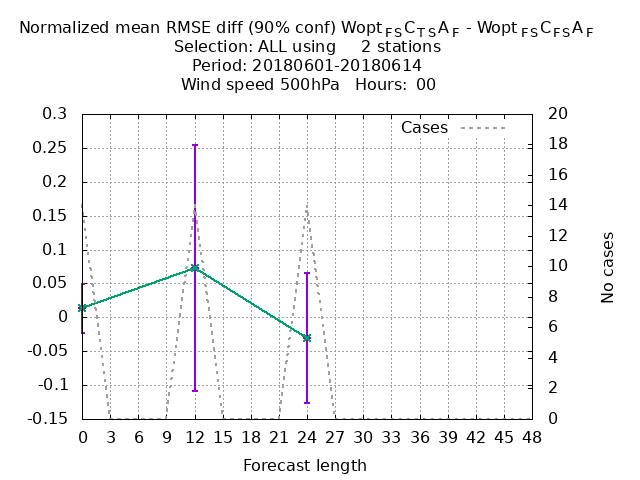 Normalized mean RMSE diff (90% conf) Wopt FS C T S A F - Wopt FS C FS A F
Selection: ALL using 2 stations
Period: 20180601-20180614
Wind speed 500hPa Hours: 00
Cases
0.3
0.25
0.2
0.15
0.1
0.05
0
-0.05
-0.1
-0.15
20
18
16
14
12
10
8
6
4
2
0
No cases
0 3 6 9 12 15 18 21 24 27 30 33 36 39 42 45 48
Forecast length